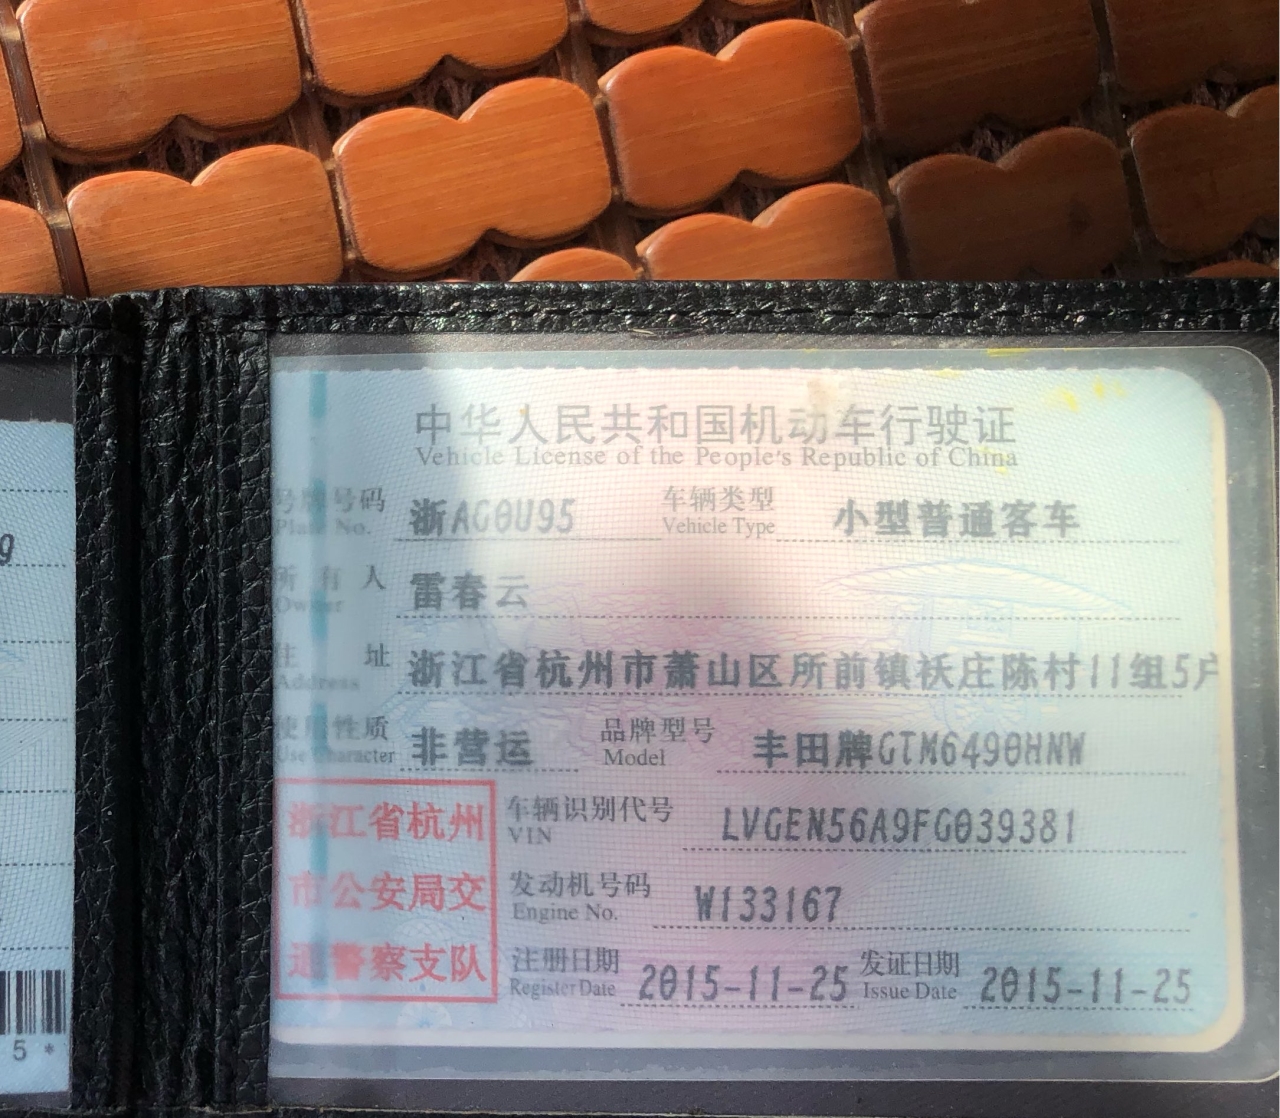 中华人民共和国机动车行驶证
Vehicle License of the People's Republic of China
号牌号码 浙AG0U95 车辆类型 小型普通客车
Plate No. Vehicle Type
所有人 雷春云
Owner
住址 浙江省杭州市萧山区所前镇祆庄陈村11组5户
Address
使用性质 非营运 品牌型号 丰田牌GTM6490HNW
Use Character Model
浙江省杭州
市公安局交
通警察支队
车辆识别代号 LVGEN56A9FG039381
VIN
发动机号码 W133167
Engine No.
注册日期 2015-11-25 发证日期 2015-11-25
Register Date Issue Date
9
5 *